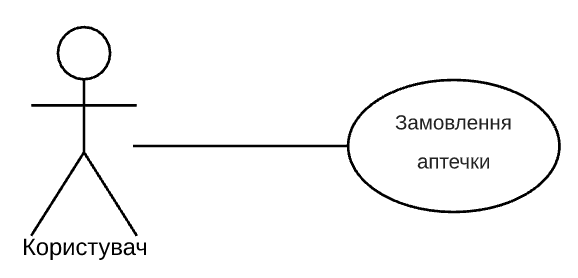 Замовлення
аптечки
Користувач